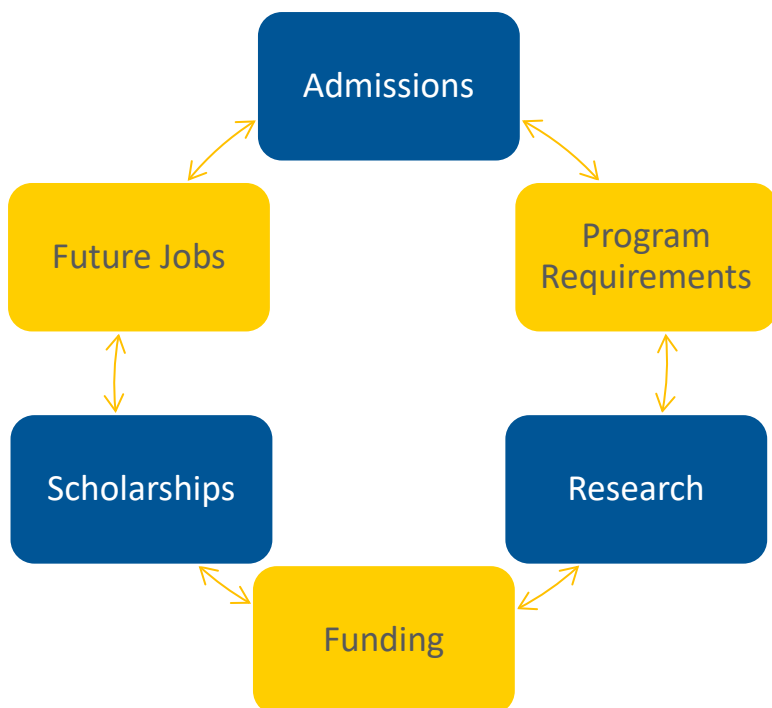 Admissions
Future Jobs
Program
Requirements
Scholarships
Research
Funding